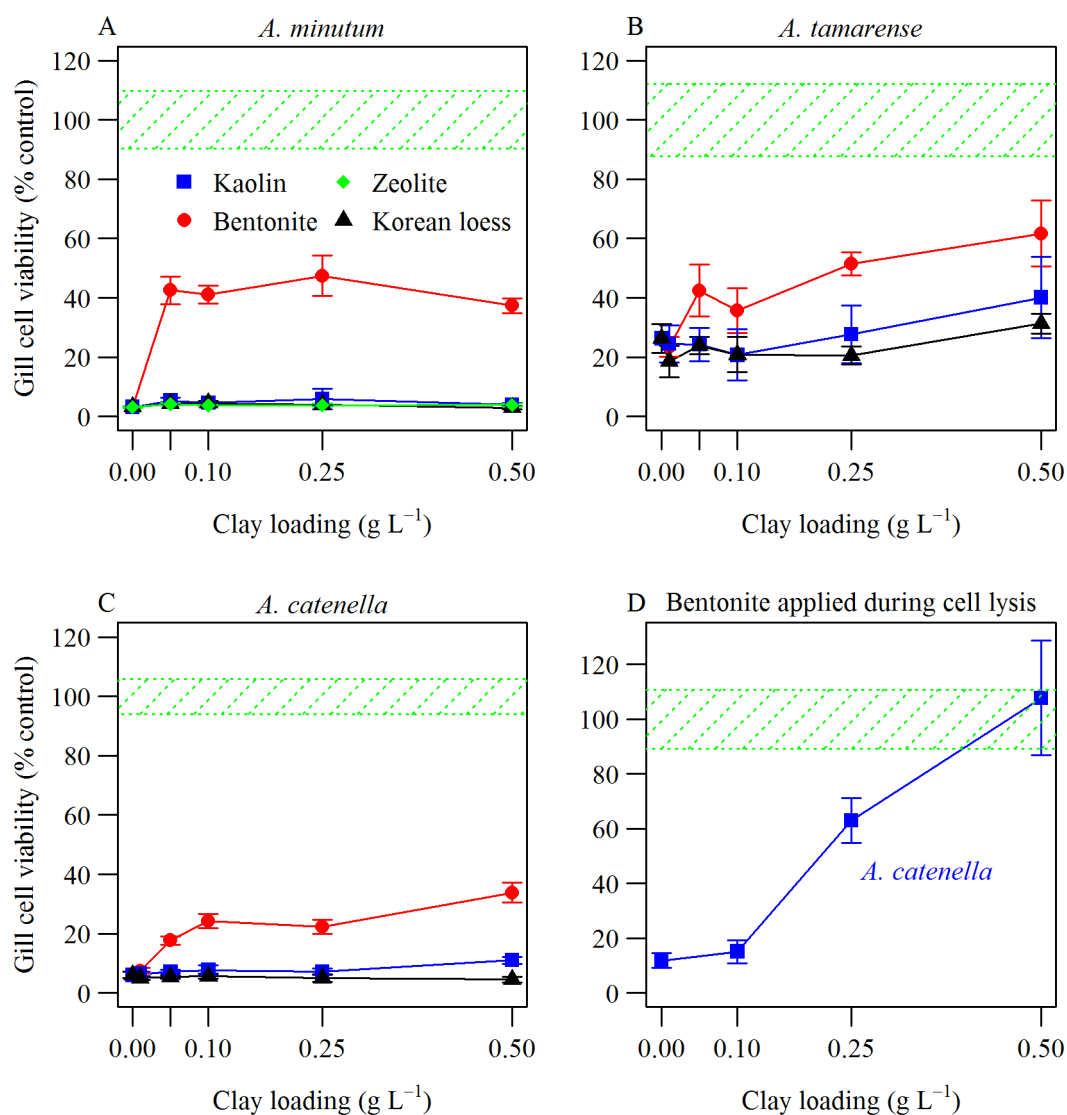 A
A. minutum
Gill cell viability (% control)
120
100
80
60
40
20
0
Kaolin
Zeolite
Bentonite
Korean loess
0.00
0.10
0.25
0.50
Clay loading (g L⁻¹)
B
A. tamarense
120
100
80
60
40
20
0
0.00
0.10
0.25
0.50
Clay loading (g L⁻¹)
C
A. catenella
Gill cell viability (% control)
120
100
80
60
40
20
0
0.00
0.10
0.25
0.50
Clay loading (g L⁻¹)
D
Bentonite applied during cell lysis
120
100
80
60
40
20
0
A. catenella
0.00
0.10
0.25
0.50
Clay loading (g L⁻¹)